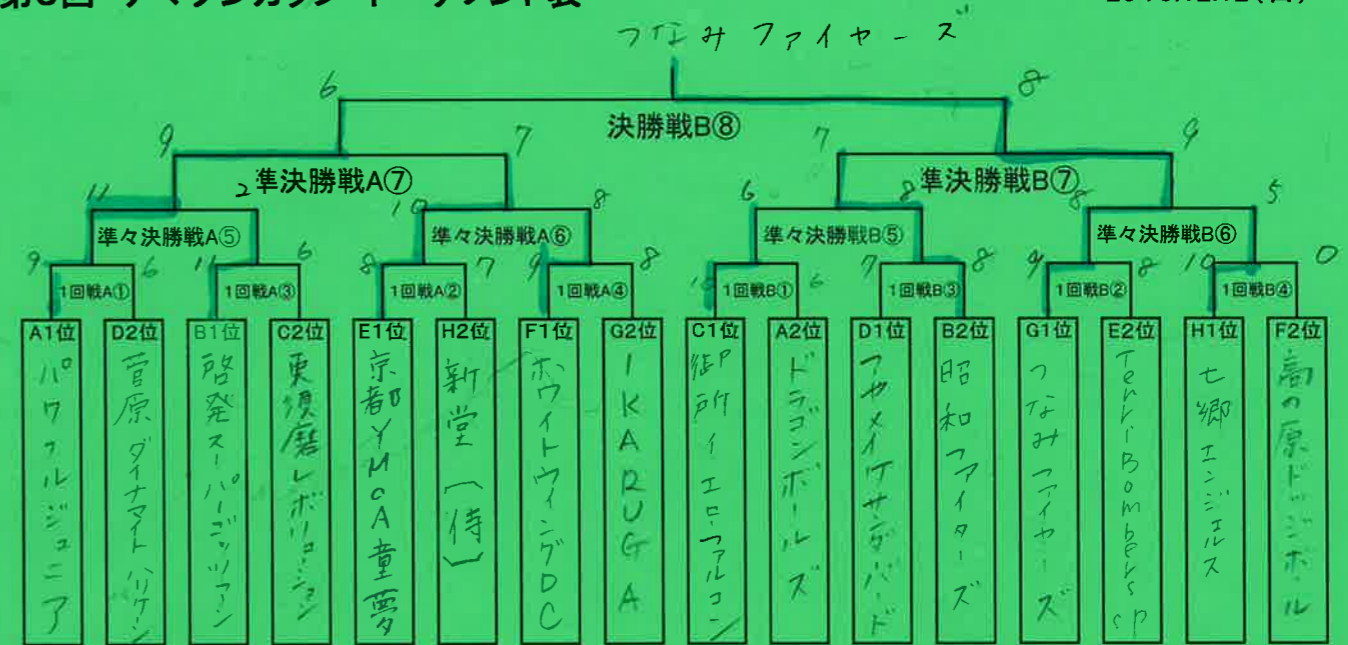 つなみファイヤーズ
6 8
決勝戦B⑧
9 7 7 9
準決勝戦A⑦ 準決勝戦B⑦
11 2 10 8 6 8 8 5
準々決勝戦A⑤ 準々決勝戦A⑥ 準々決勝戦B⑤ 準々決勝戦B⑥
9 6 11 6 8 7 9 8 10 6 7 8 9 8 10 0
1回戦A① 1回戦A③ 1回戦A② 1回戦A④ 1回戦B① 1回戦B③ 1回戦B② 1回戦B④
A1位 D2位 B1位 C2位 E1位 H2位 F1位 G2位 C1位 A2位 D1位 B2位 G1位 E2位 H1位 F2位
パワフルジュニア
菅原ダイナマイトハリケーン
啓発スーパーゴッツアン
東須磨レボリューション
京都YMCA童夢
新堂〔侍〕
ホワイトウィングDC
IKARUGA
御所イエローファルコン
ドラゴンボールズ
昭和ファイターズ
つなみファイヤーズ
TenriBombers
七郷エンジェルス
高の原ドッジボール